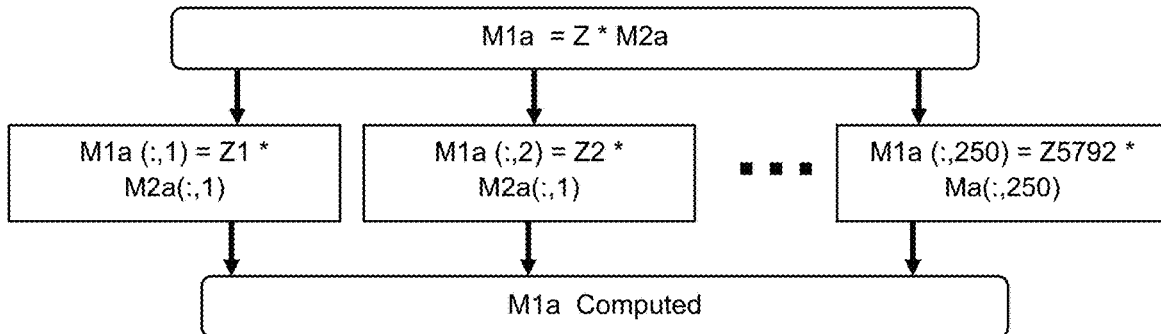 M1a = Z * M2a
M1a (:,1) = Z1 *
M2a(:,1)
M1a (:,2) = Z2 *
M2a(:,1)
M1a (:,250) = Z5792 *
Ma(:,250)
M1a Computed